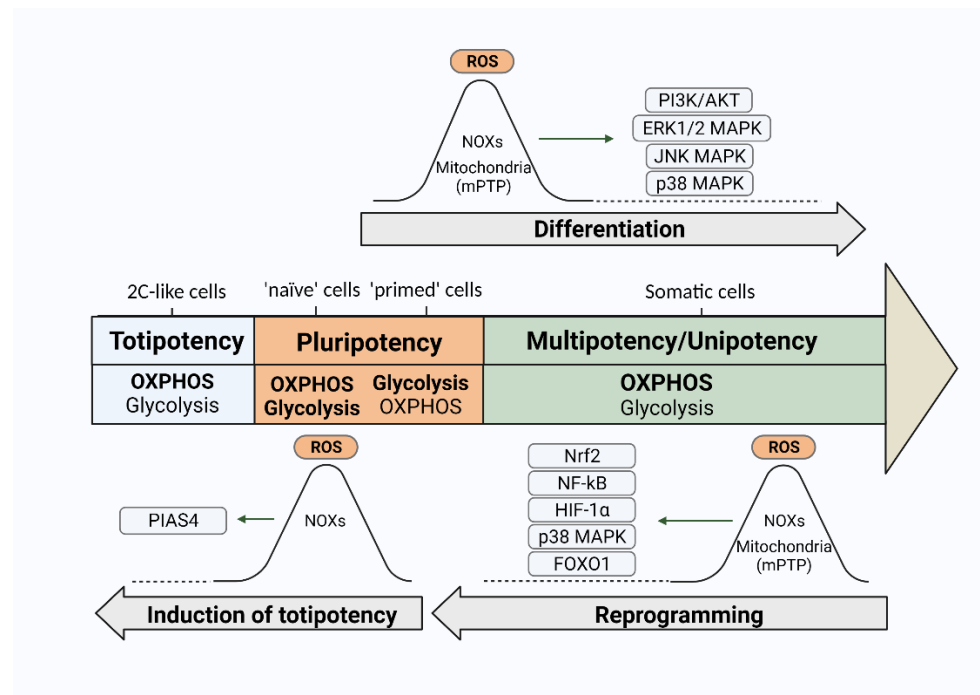 ROS
NOXs
Mitochondria
(mPTP)
PI3K/AKT
ERK1/2 MAPK
JNK MAPK
p38 MAPK
Differentiation
2C-like cells
'naïve' cells
'primed' cells
Somatic cells
Totipotency
Pluripotency
Multipotency/Unipotency
OXPHOS
Glycolysis
OXPHOS
Glycolysis
Glycolysis
OXPHOS
OXPHOS
Glycolysis
ROS
NOXs
PIAS4
Induction of totipotency
Nrf2
NF-kB
HIF-1α
p38 MAPK
FOXO1
ROS
NOXs
Mitochondria
(mPTP)
Reprogramming